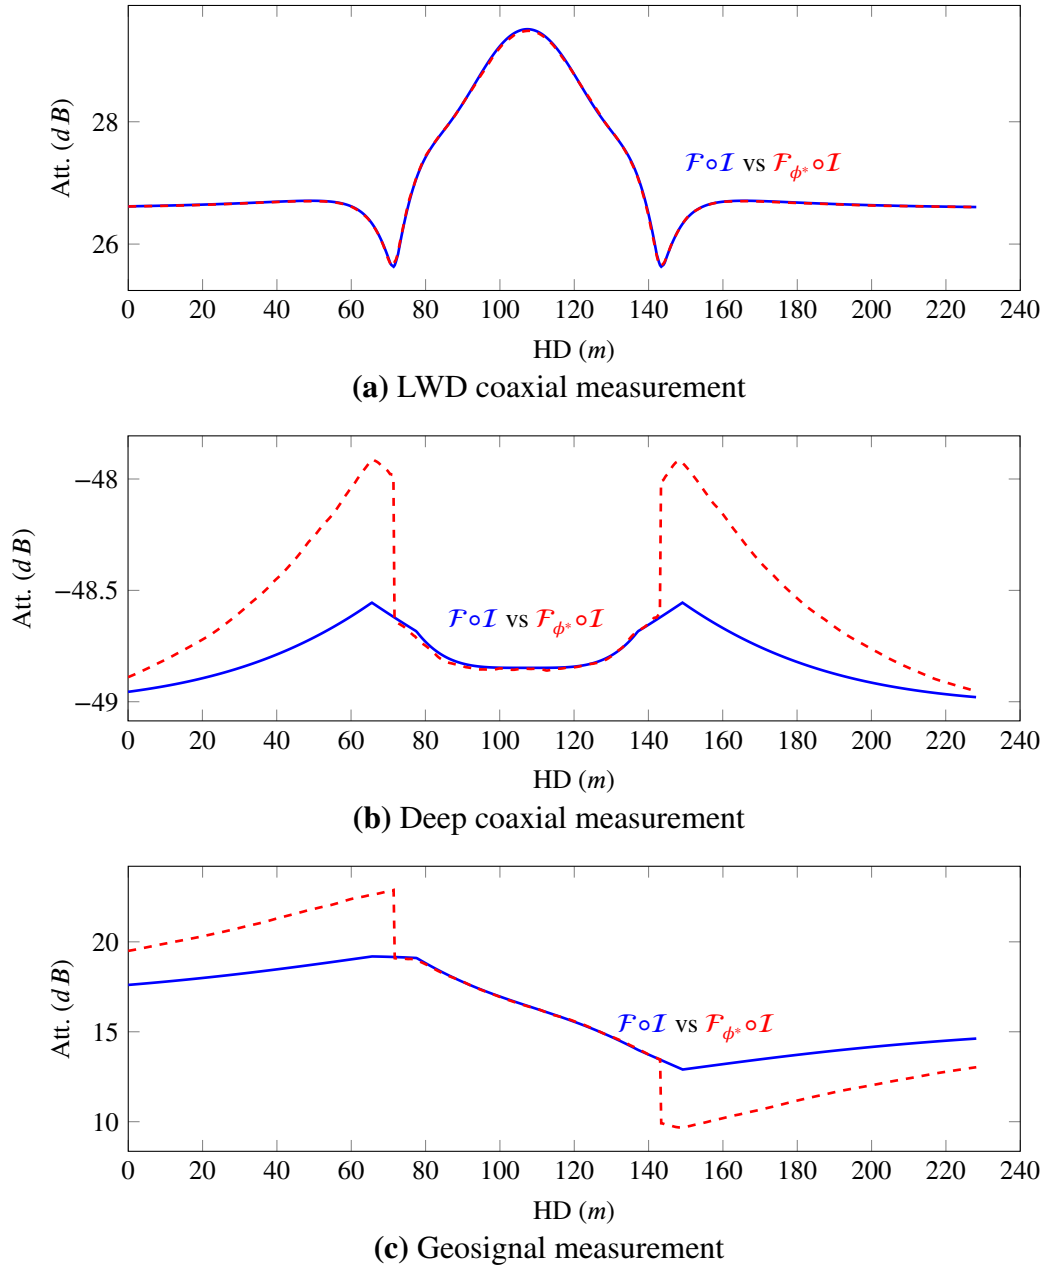 28
26
Att. (dB)
ℱ∘ℐ vs ℱϕ*∘ℐ
0 20 40 60 80 100 120 140 160 180 200 220 240
HD (m)
(a) LWD coaxial measurement
−48
−48.5
−49
Att. (dB)
ℱ∘ℐ vs ℱϕ*∘ℐ
0 20 40 60 80 100 120 140 160 180 200 220 240
HD (m)
(b) Deep coaxial measurement
20
15
10
Att. (dB)
ℱ∘ℐ vs ℱϕ*∘ℐ
0 20 40 60 80 100 120 140 160 180 200 220 240
HD (m)
(c) Geosignal measurement